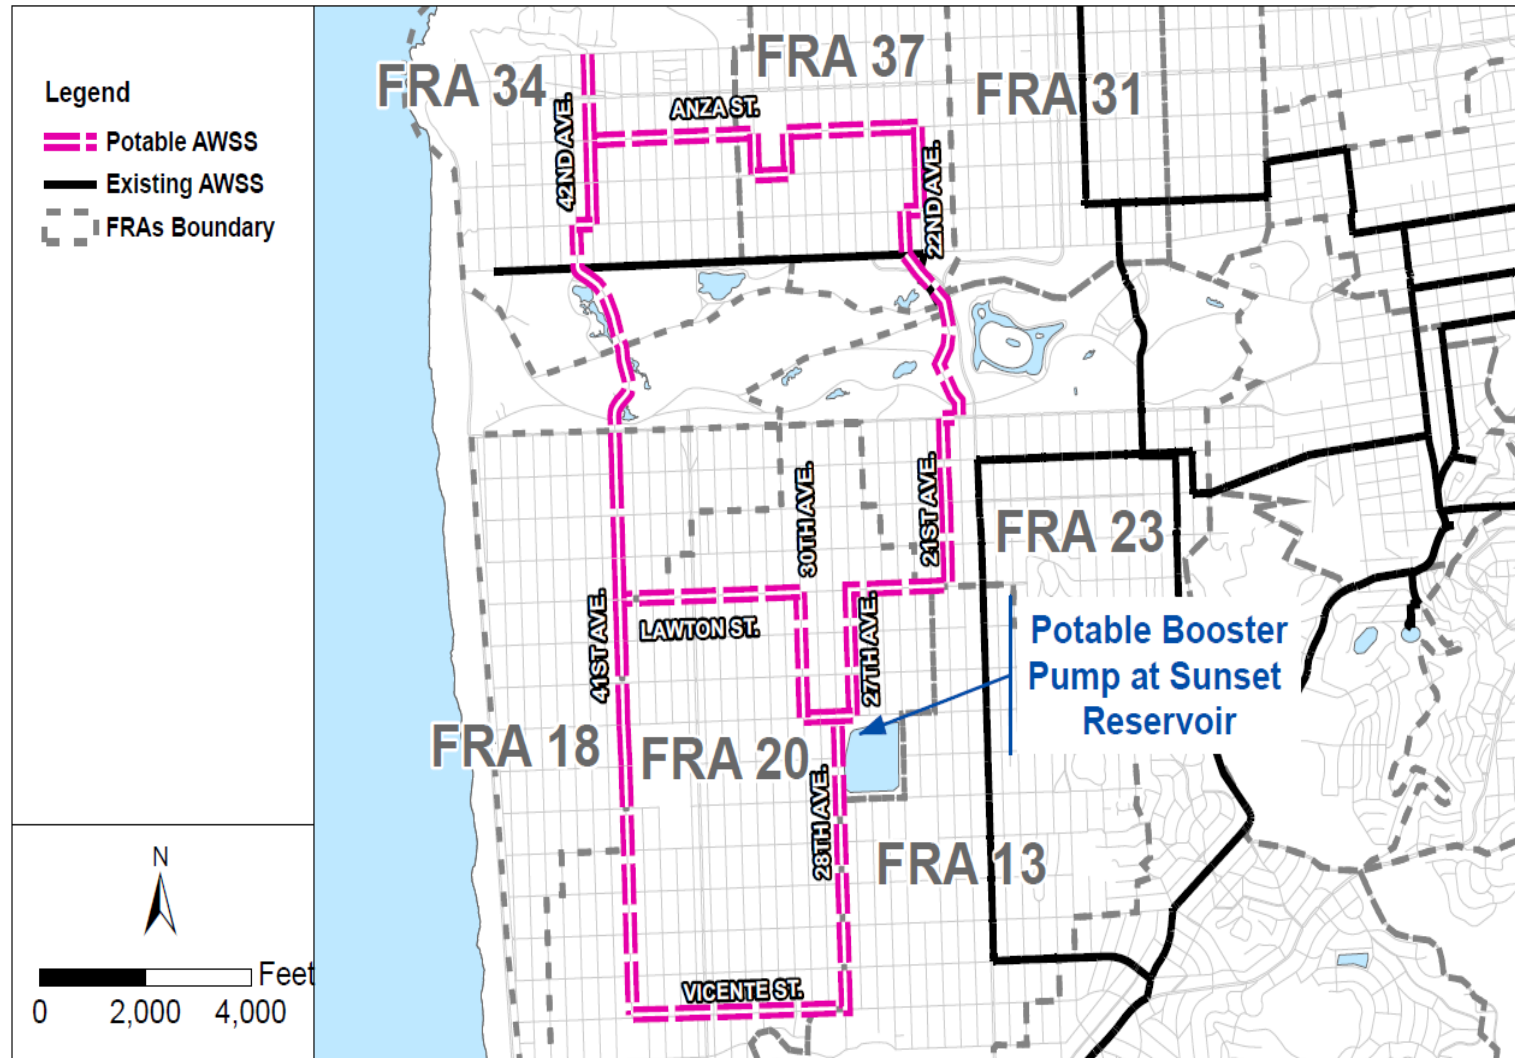 Legend
Potable AWSS
Existing AWSS
FRAs Boundary
N
Feet
0 2,000 4,000
FRA 34
FRA 37
FRA 31
42ND AVE.
ANZA ST.
22ND AVE.
30TH AVE.
21ST AVE.
FRA 23
41ST AVE.
LAWTON ST.
27TH AVE.
Potable Booster
Pump at Sunset
Reservoir
FRA 18
FRA 20
28TH AVE.
FRA 13
VICENTE ST.